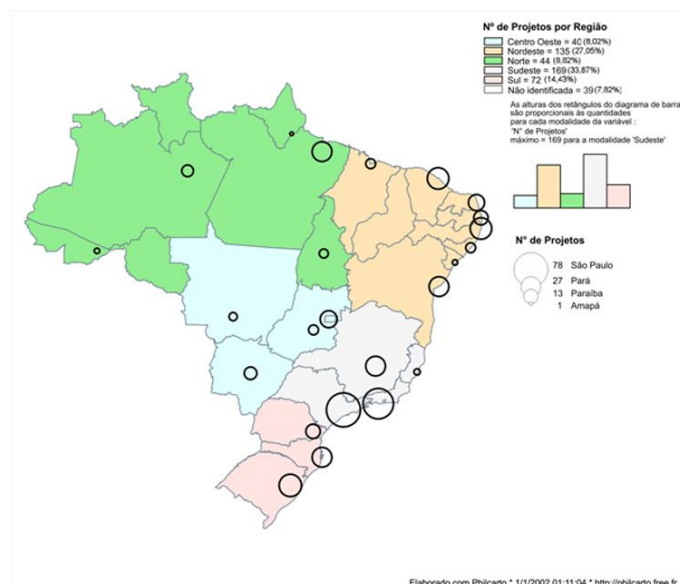 Nº de Projetos por Região
Centro Oeste = 40 (8,02%)
Nordeste = 135 (27,05%)
Norte = 44 (8,82%)
Sudeste = 169 (33,87%)
Sul = 72 (14,43%)
Não identificada = 39 (7,82%)
As alturas dos retângulos do diagrama de barra
são proporcionais às quantidades
para cada modalidade da variável :
'N° de Projetos'
máximo = 169 para a modalidade 'Sudeste'
N° de Projetos
78 São Paulo
27 Pará
13 Paraíba
1 Amapá
Elaborado com Philcarto * 1/1/2002 01:11:04 * http://philcarto.free.fr